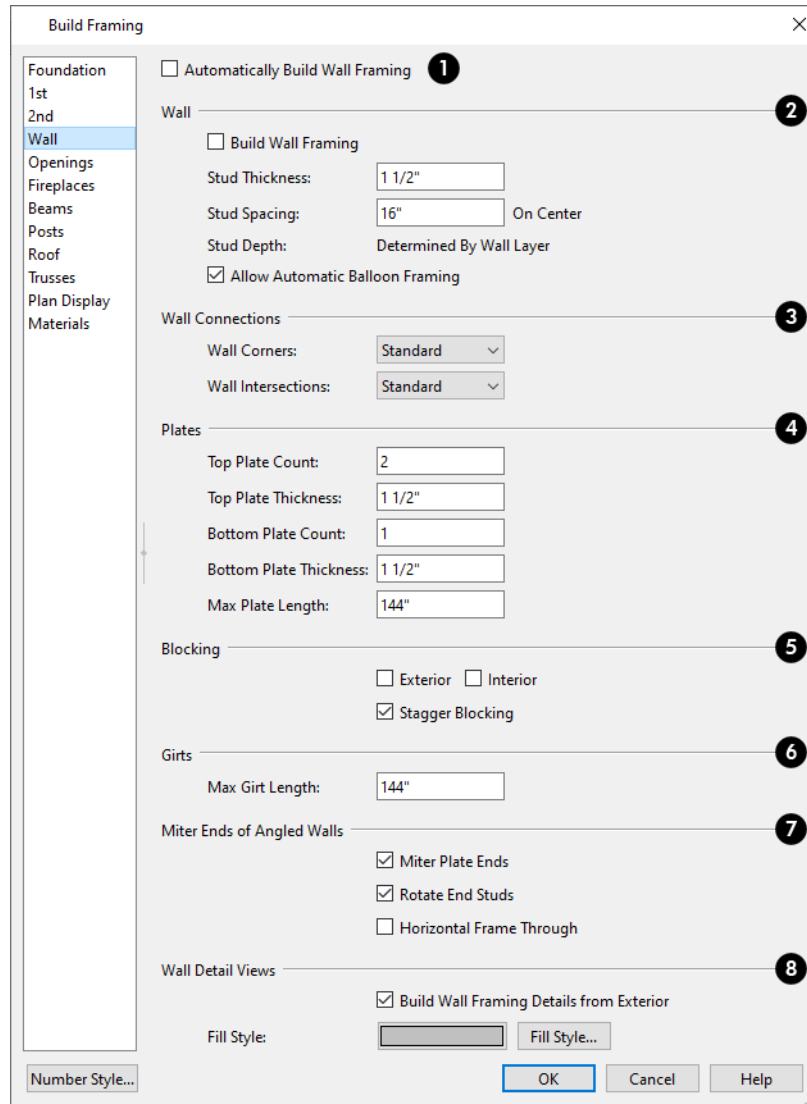 Build Framing
Foundation
1st
2nd
Wall
Openings
Fireplaces
Beams
Posts
Roof
Trusses
Plan Display
Materials
Automatically Build Wall Framing 1
Wall 2
Build Wall Framing
Stud Thickness: 1 1/2"
Stud Spacing: 16" On Center
Stud Depth: Determined By Wall Layer
Allow Automatic Balloon Framing
Wall Connections 3
Wall Corners: Standard
Wall Intersections: Standard
Plates 4
Top Plate Count: 2
Top Plate Thickness: 1 1/2"
Bottom Plate Count: 1
Bottom Plate Thickness: 1 1/2"
Max Plate Length: 144"
Blocking 5
Exterior Interior
Stagger Blocking
Girts 6
Max Girt Length: 144"
Miter Ends of Angled Walls 7
Miter Plate Ends
Rotate End Studs
Horizontal Frame Through
Wall Detail Views 8
Build Wall Framing Details from Exterior
Fill Style: Fill Style...
Number Style... OK Cancel Help